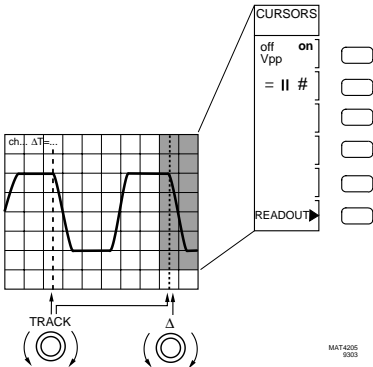 CURSORS
off on
Vpp
= II #
READOUT
ch... ΔT=...
TRACK Δ
MAT4205
9303